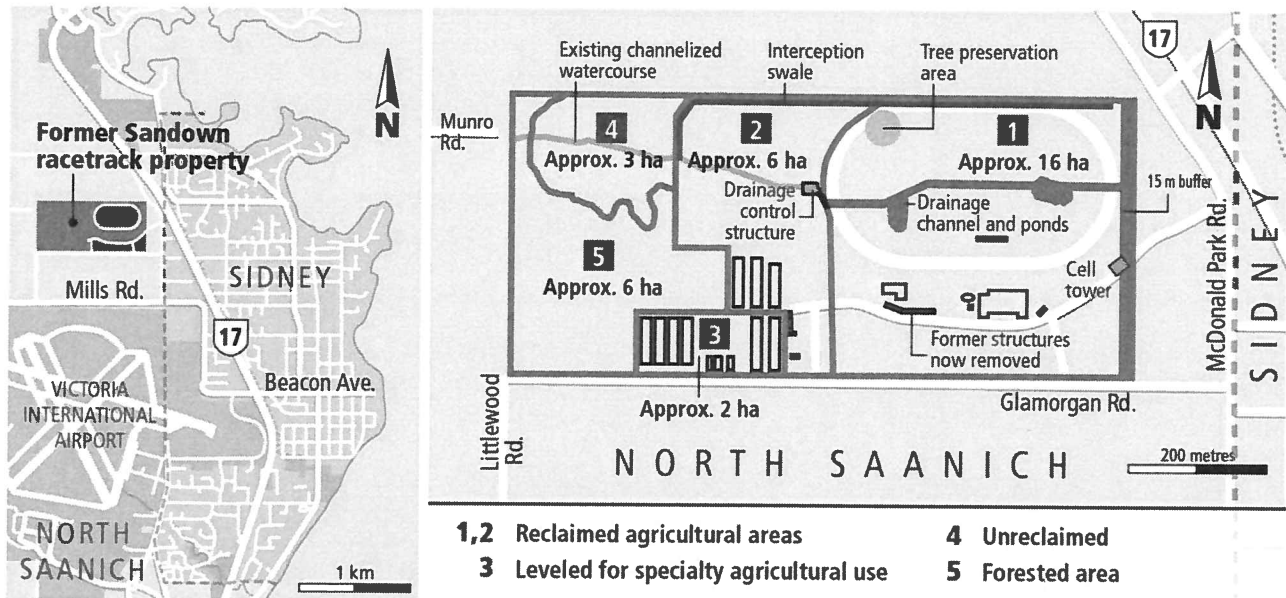 N
Former Sandown
racetrack property
Mills Rd.
SIDNEY
17
Beacon Ave.
VICTORIA
INTERNATIONAL
AIRPORT
NORTH
SAANICH
1 km
Existing channelized
watercourse
Interception
swale
Tree preservation
area
17
N
Munro
Rd.
4
Approx. 3 ha
2
Approx. 6 ha
1
Approx. 16 ha
15 m buffer
Drainage
control
structure
Drainage
channel and ponds
5
Approx. 6 ha
Cell
tower
3
Former structures
now removed
Approx. 2 ha
Littlewood
Rd.
Glamorgan Rd.
McDonald Park Rd.
SIDNEY
NORTH SAANICH
200 metres
1,2 Reclaimed agricultural areas
3 Leveled for specialty agricultural use
4 Unreclaimed
5 Forested area